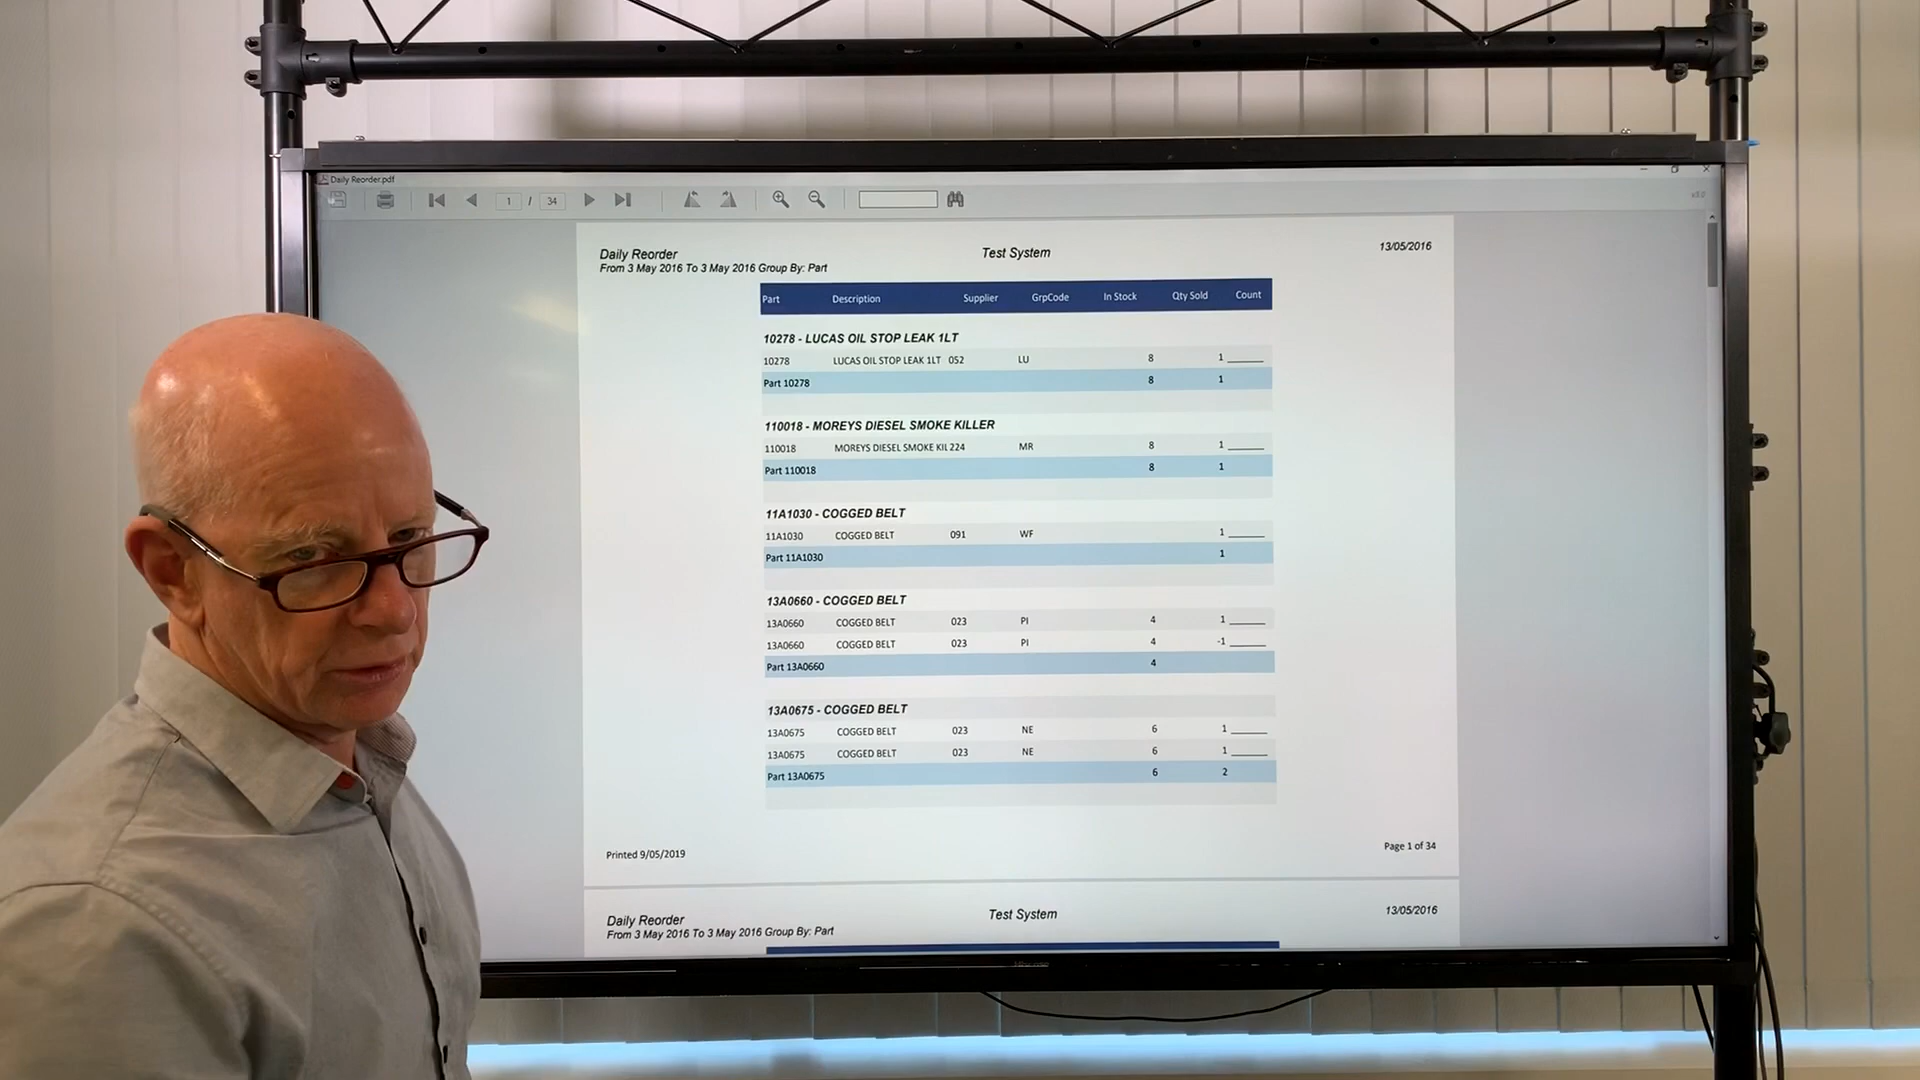 Daily Reorder.pdf
1 / 34
Daily Reorder Test System 13/05/2016
From 3 May 2016 To 3 May 2016 Group By: Part
Part Description Supplier GrpCode In Stock Qty Sold Count
10278 - LUCAS OIL STOP LEAK 1LT
10278 LUCAS OIL STOP LEAK 1LT 052 LU 8 1 ______
Part 10278 8 1
110018 - MOREYS DIESEL SMOKE KILLER
110018 MOREYS DIESEL SMOKE KIL 224 MR 8 1 ______
Part 110018 8 1
11A1030 - COGGED BELT
11A1030 COGGED BELT 091 WF 1 ______
Part 11A1030 1
13A0660 - COGGED BELT
13A0660 COGGED BELT 023 PI 4 1 ______
13A0660 COGGED BELT 023 PI 4 -1 ______
Part 13A0660 4
13A0675 - COGGED BELT
13A0675 COGGED BELT 023 NE 6 1 ______
13A0675 COGGED BELT 023 NE 6 1 ______
Part 13A0675 6 2
Printed 9/05/2019 Page 1 of 34
Daily Reorder Test System 13/05/2016
From 3 May 2016 To 3 May 2016 Group By: Part